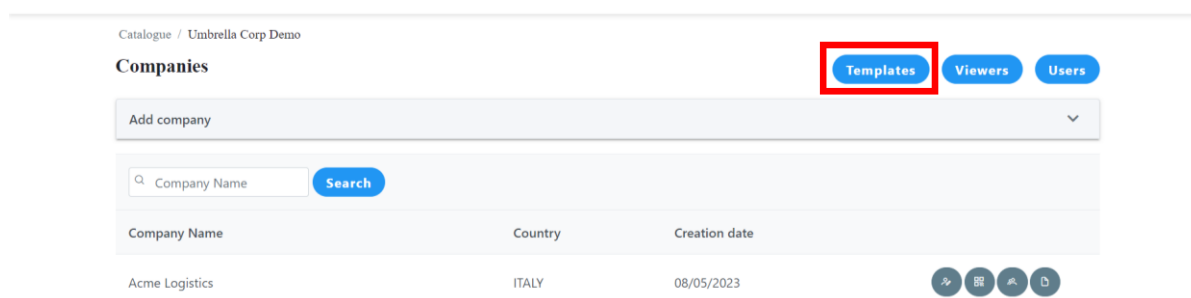 Catalogue / Umbrella Corp Demo
Companies
Templates
Viewers
Users
Add company
Company Name
Search
Company Name Country Creation date
Acme Logistics ITALY 08/05/2023